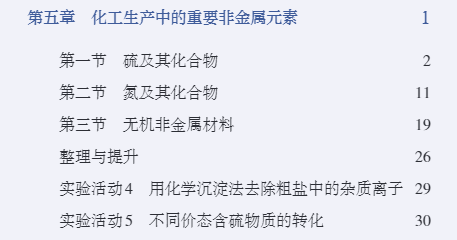 第五章 化工生产中的重要非金属元素 1
第一节 硫及其化合物 2
第二节 氮及其化合物 11
第三节 无机非金属材料 19
整理与提升 26
实验活动4 用化学沉淀法去除粗盐中的杂质离子 29
实验活动5 不同价态含硫物质的转化 30